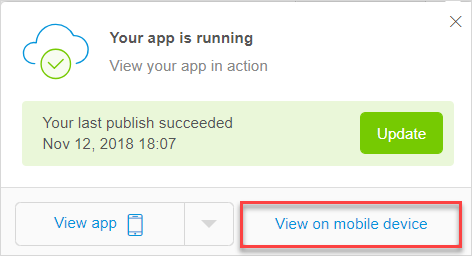 Your app is running
View your app in action
Your last publish succeeded
Nov 12, 2018 18:07
Update
View app
View on mobile device